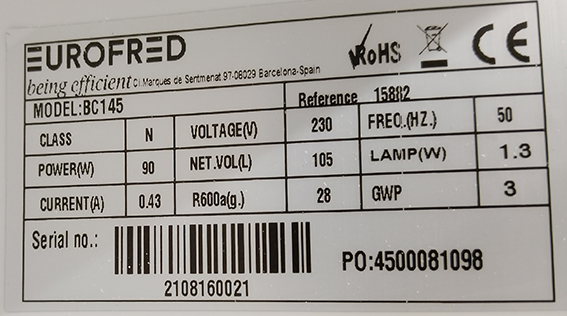 EUROFRED
being efficient C/.Marques de Sentmenat.97-08029 Barcelona-Spain
RoHS CE
MODEL:BC145 Reference 15882
CLASS N VOLTAGE(V) 230 FREQ.(HZ.) 50
POWER(W) 90 NET.VOL(L) 105 LAMP(W) 1.3
CURRENT(A) 0.43 R600a(g.) 28 GWP 3
Serial no.: PO:4500081098
2108160021